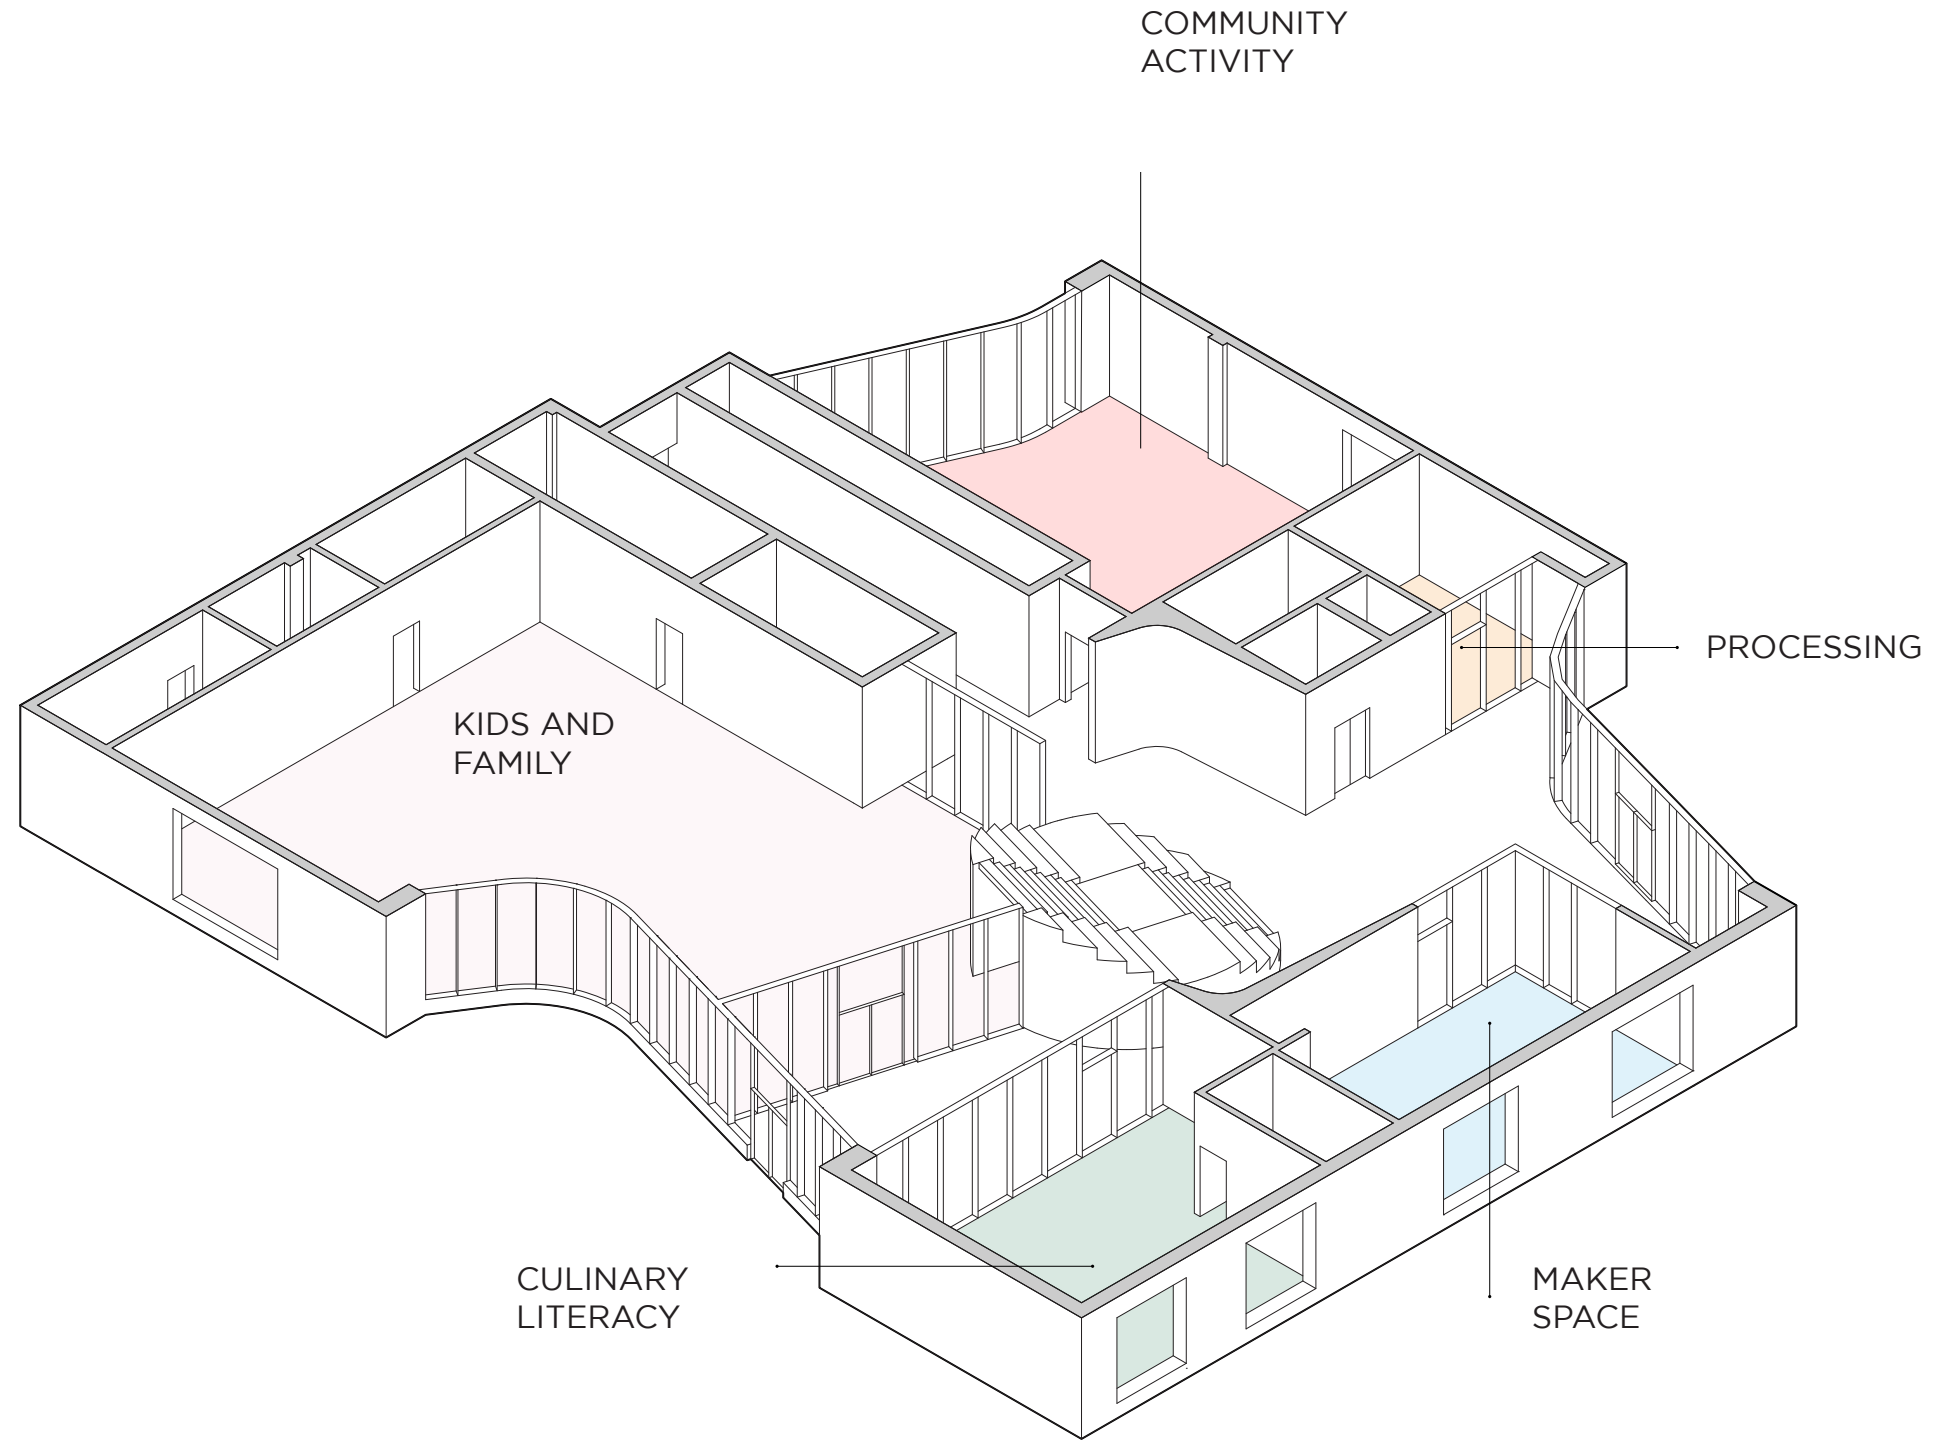 COMMUNITY
ACTIVITY
PROCESSING
KIDS AND
FAMILY
CULINARY
LITERACY
MAKER
SPACE